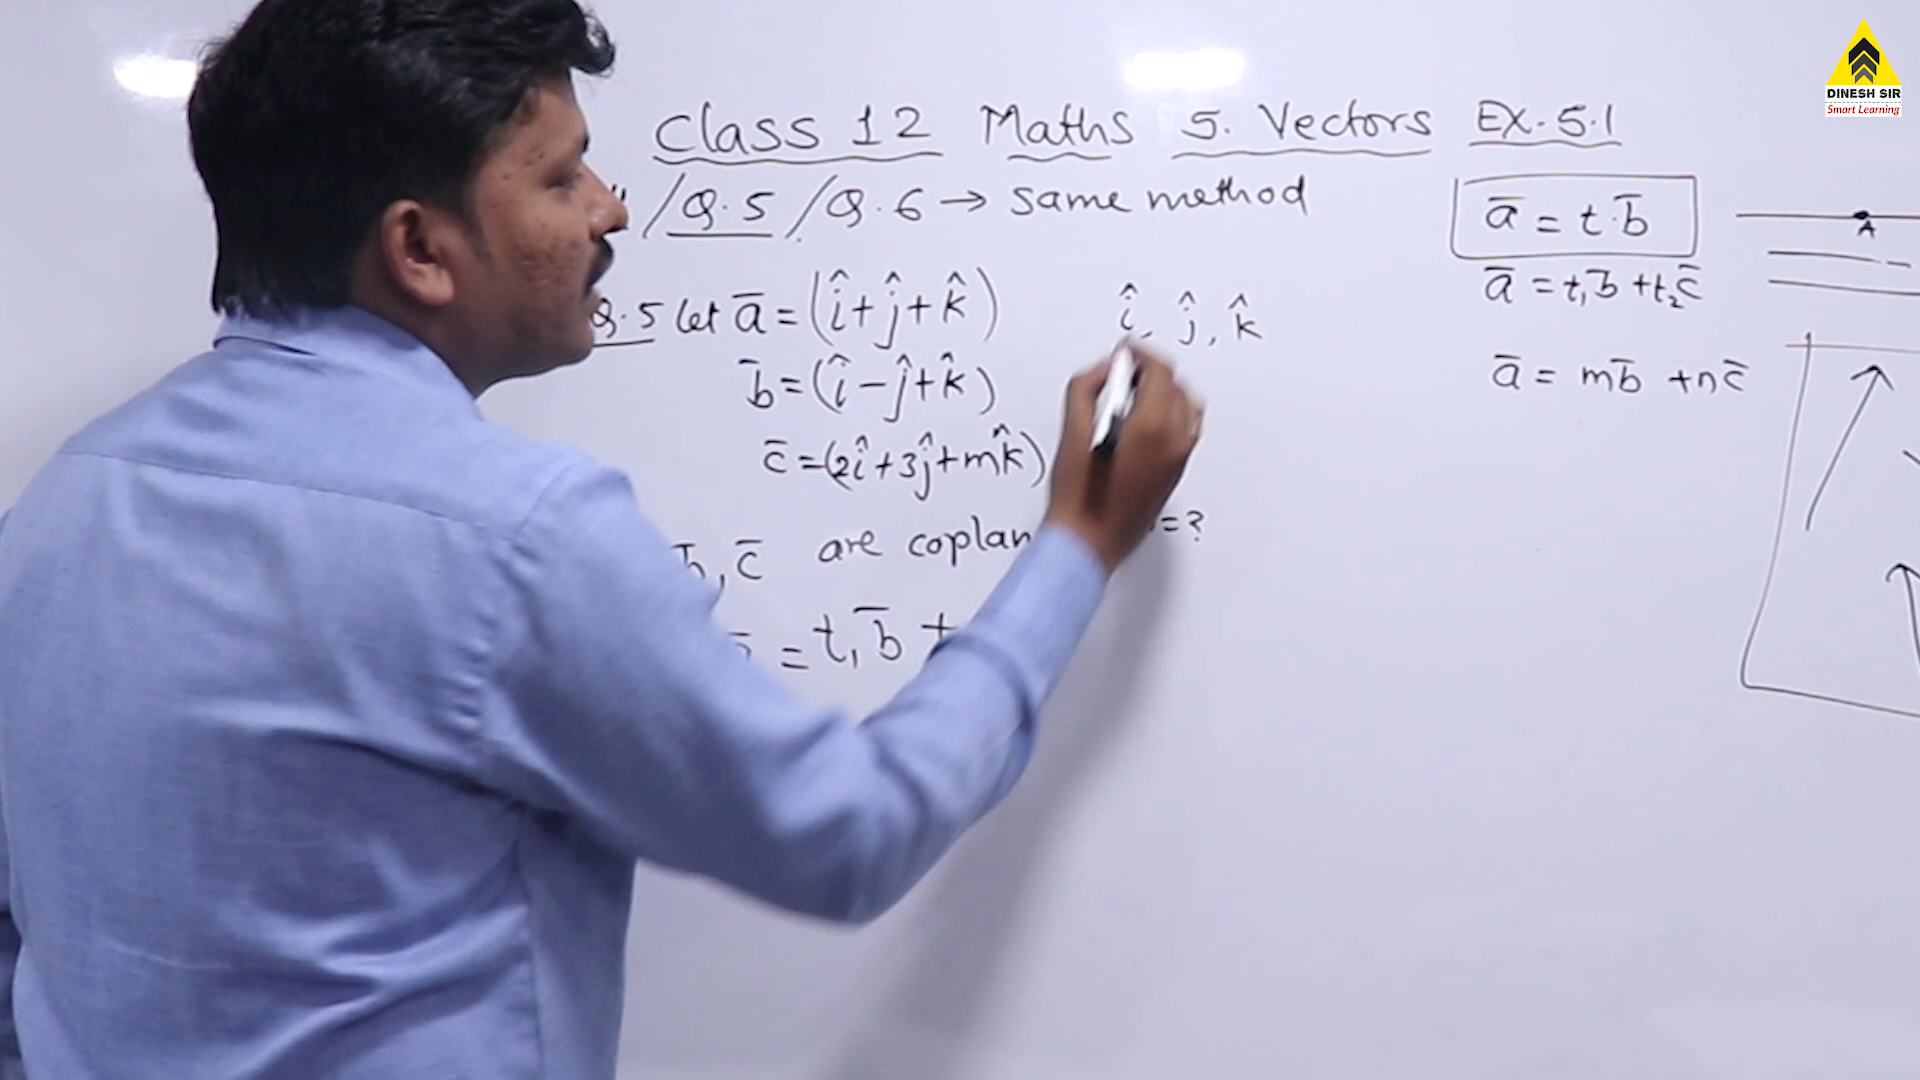 DINESH SIR
Smart Learning
Class 12 Maths 5. Vectors EX.5.1
/Q.5 /Q.6 → same method
Q.5 let a̅ = (î+ĵ+k̂)
b̅ = (î-ĵ+k̂)
c̅ = (2î+3ĵ+mk̂)
î, ĵ, k̂
b̅, c̅ are coplan =?
= t₁b̅ +
a̅ = t.b̅
a̅ = t₁b̅ +t₂c̅
a̅ = mb̅ +nc̅
A